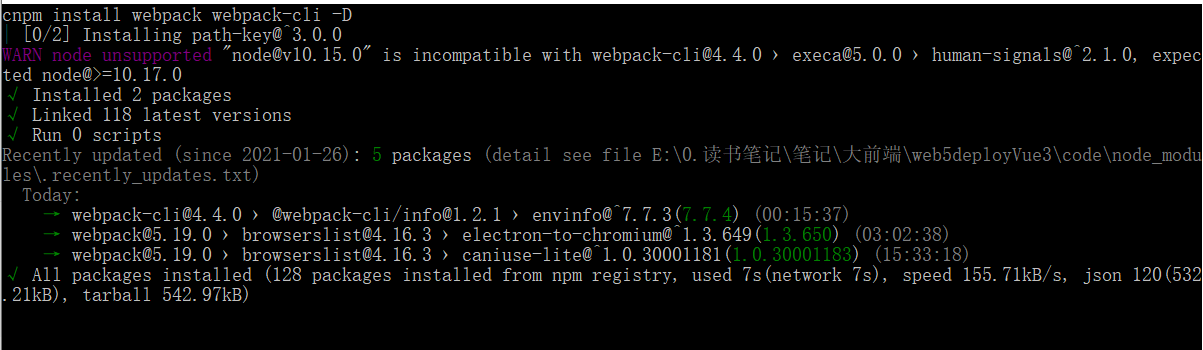 cnpm install webpack webpack-cli -D
| [0/2] Installing path-key@^3.0.0
WARN node unsupported "node@v10.15.0" is incompatible with webpack-cli@4.4.0 › execa@5.0.0 › human-signals@^2.1.0, expec
ted node@>=10.17.0
√ Installed 2 packages
√ Linked 118 latest versions
√ Run 0 scripts
Recently updated (since 2021-01-26): 5 packages (detail see file E:\0.读书笔记\笔记\大前端\web5deployVue3\code\node_modu
les\.recently_updates.txt)
Today:
→ webpack-cli@4.4.0 › @webpack-cli/info@1.2.1 › envinfo@^7.7.3(7.7.4) (00:15:37)
→ webpack@5.19.0 › browserslist@4.16.3 › electron-to-chromium@^1.3.649(1.3.650) (03:02:38)
→ webpack@5.19.0 › browserslist@4.16.3 › caniuse-lite@^1.0.30001181(1.0.30001183) (15:33:18)
√ All packages installed (128 packages installed from npm registry, used 7s(network 7s), speed 155.71kB/s, json 120(532
.21kB), tarball 542.97kB)